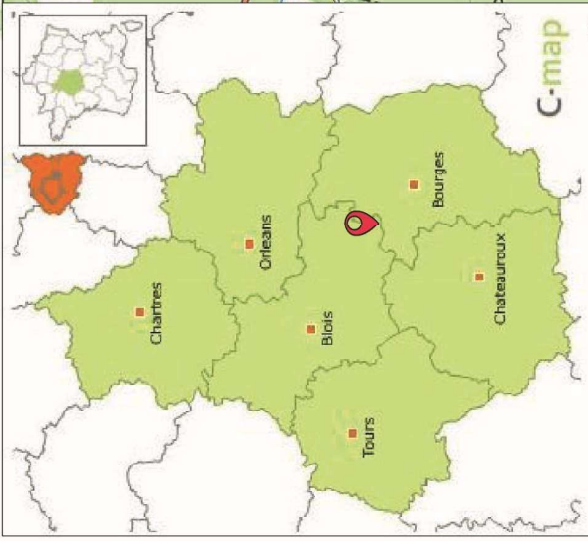 C·map
Chartres
Orleans
Blois
Tours
Bourges
Chateauroux